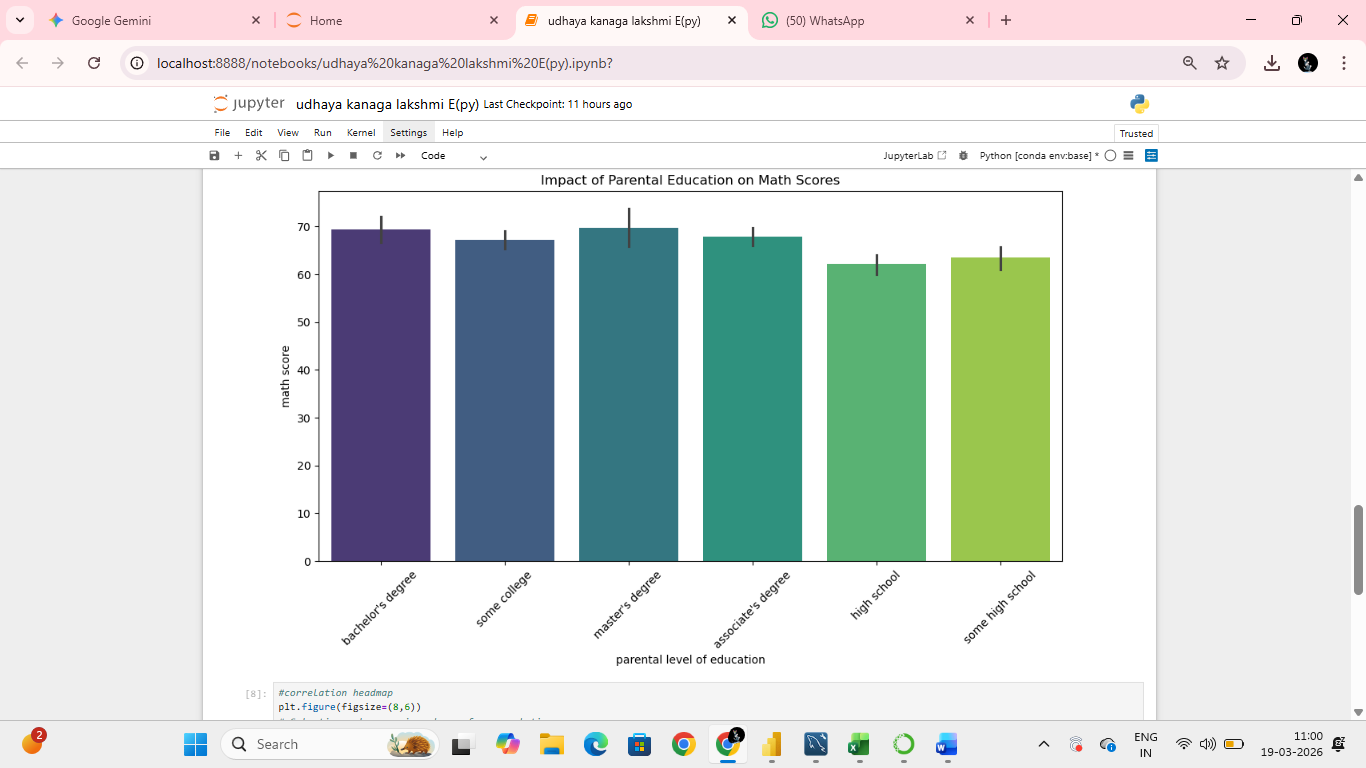 Google Gemini
Home
udhaya kanaga lakshmi E(py)
(50) WhatsApp
localhost:8888/notebooks/udhaya%20kanaga%20lakshmi%20E(py).ipynb?
jupyter udhaya kanaga lakshmi E(py) Last Checkpoint: 11 hours ago
File Edit View Run Kernel Settings Help
Trusted
Code
JupyterLab
Python [conda env:base] *
Impact of Parental Education on Math Scores
70
60
50
40
30
20
10
0
math score
bachelor's degree
some college
master's degree
associate's degree
high school
some high school
parental level of education
[8]:
#correlation headmap
plt.figure(figsize=(8,6))
2
Search
ENG
IN
11:00
19-03-2026